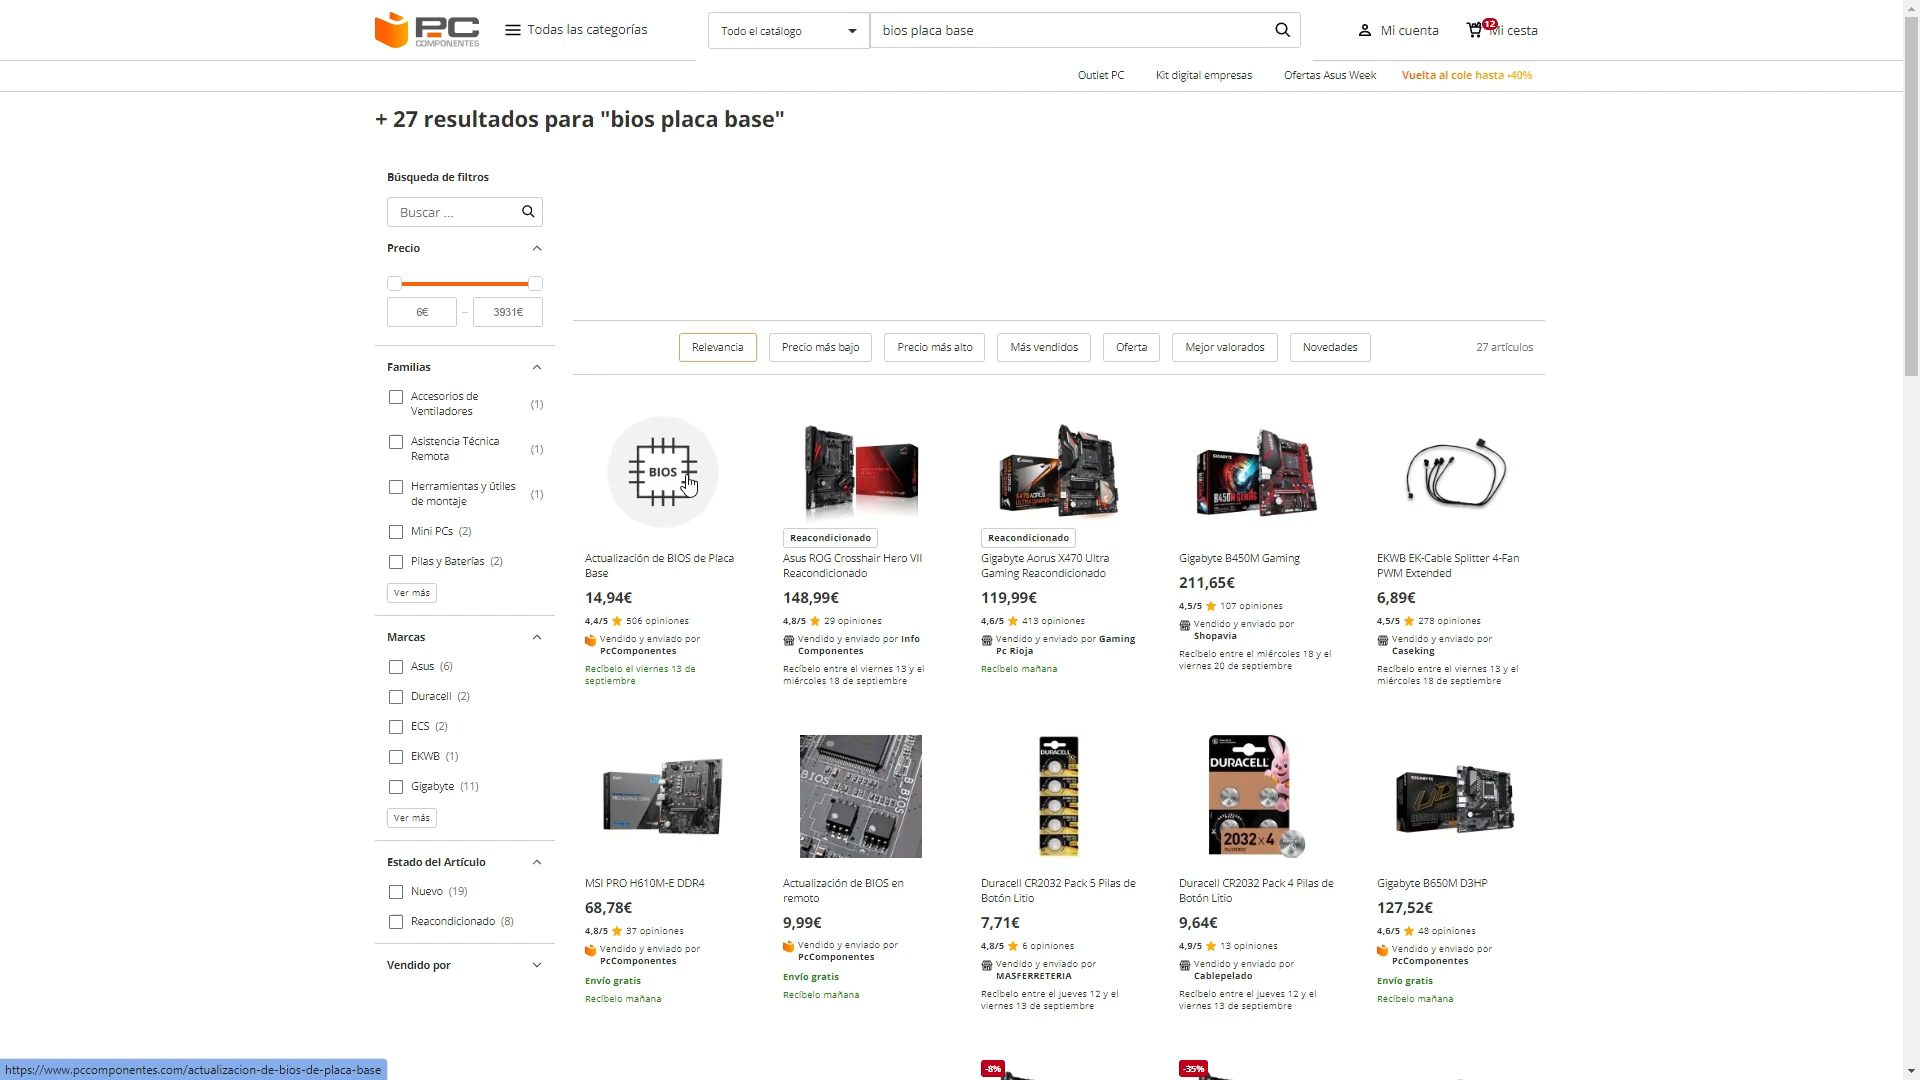 PC COMPONENTES
Todas las categorías
Todo el catálogo
bios placa base
Mi cuenta
12
Mi cesta
Outlet PC
Kit digital empresas
Ofertas Asus Week
Vuelta al cole hasta -40%
+ 27 resultados para "bios placa base"
Búsqueda de filtros
Buscar ...
Precio
6€ – 3931€
Familias
Accesorios de
Ventiladores
(1)
Asistencia Técnica
Remota
(1)
Herramientas y útiles
de montaje
(1)
Mini PCs (2)
Pilas y Baterías (2)
Ver más
Marcas
Asus (6)
Duracell (2)
ECS (2)
EKWB (1)
Gigabyte (11)
Ver más
Estado del Artículo
Nuevo (19)
Reacondicionado (8)
Vendido por
Relevancia
Precio más bajo
Precio más alto
Más vendidos
Oferta
Mejor valorados
Novedades
27 artículos
BIOS
Actualización de BIOS de Placa
Base
14,94€
4,4/5 506 opiniones
Vendido y enviado por
PcComponentes
Recíbelo el viernes 13 de
septiembre
Reacondicionado
Asus ROG Crosshair Hero VII
Reacondicionado
148,99€
4,8/5 29 opiniones
Vendido y enviado por Info
Componentes
Recíbelo entre el viernes 13 y el
miércoles 18 de septiembre
Reacondicionado
Gigabyte Aorus X470 Ultra
Gaming Reacondicionado
119,99€
4,6/5 413 opiniones
Vendido y enviado por Gaming
Pc Rioja
Recíbelo mañana
B450M GAMING
Gigabyte B450M Gaming
211,65€
4,5/5 107 opiniones
Vendido y enviado por
Shopavia
Recíbelo entre el miércoles 18 y el
viernes 20 de septiembre
EKWB EK-Cable Splitter 4-Fan
PWM Extended
6,89€
4,5/5 278 opiniones
Vendido y enviado por
Caseking
Recíbelo entre el viernes 13 y el
miércoles 18 de septiembre
MSI PRO H610M-E DDR4
68,78€
4,8/5 37 opiniones
Vendido y enviado por
PcComponentes
Envío gratis
Recíbelo mañana
BIOS
B_BIOS
Actualización de BIOS en
remoto
9,99€
Vendido y enviado por
PcComponentes
Envío gratis
Recíbelo mañana
DURACELL
Duracell CR2032 Pack 5 Pilas de
Botón Litio
7,71€
4,8/5 6 opiniones
Vendido y enviado por
MASFERRETERIA
Recíbelo entre el jueves 12 y el
viernes 13 de septiembre
DURACELL
2032 x 4
Duracell CR2032 Pack 4 Pilas de
Botón Litio
9,64€
4,9/5 13 opiniones
Vendido y enviado por
Cablepelado
Recíbelo entre el jueves 12 y el
viernes 13 de septiembre
GIGABYTE
Gigabyte B650M D3HP
127,52€
4,6/5 48 opiniones
Vendido y enviado por
PcComponentes
Envío gratis
Recíbelo mañana
-8%
-35%
https://www.pccomponentes.com/actualizacion-de-bios-de-placa-base